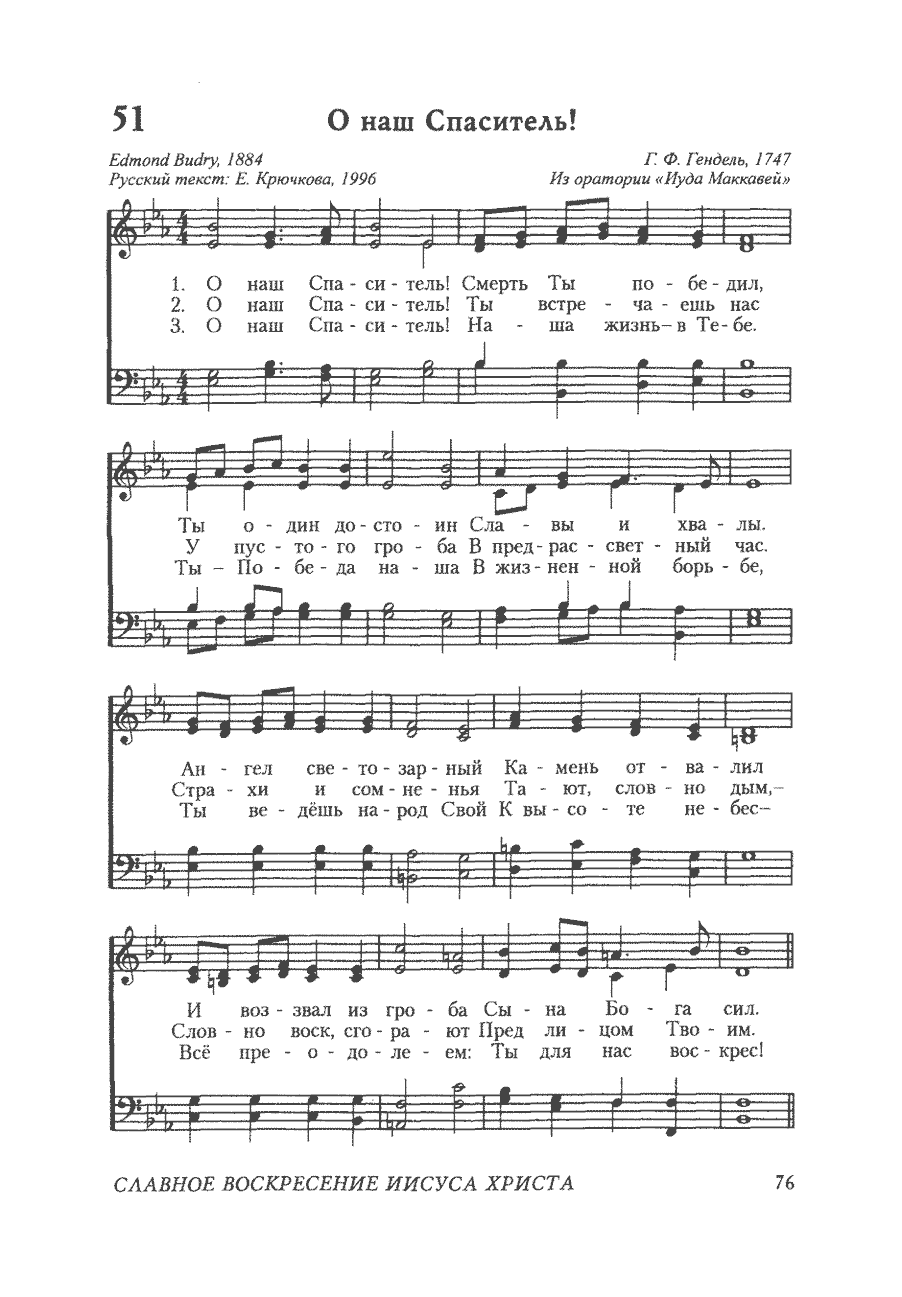 51
О наш Спаситель!
Edmond Budry, 1884
Г. Ф. Гендель, 1747
Русский текст: Е. Крючкова, 1996
Из оратории «Иуда Маккавей»
1. О наш Спа - си - тель! Смерть Ты по - бе - дил,
2. О наш Спа - си - тель! Ты встре - ча - ешь нас
3. О наш Спа - си - тель! На - ша жизнь– в Те - бе.
Ты о - дин до - сто - ин Сла - вы и хва - лы.
У пус - то - го гро - ба В пред - рас - свет - ный час.
Ты – По - бе - да на - ша В жиз - нен - ной борь - бе,
Ан - гел све - то - зар - ный Ка - мень от - ва - лил
Стра - хи и сом - не - нья Та - ют, слов - но дым,–
Ты ве - дёшь на - род Свой К вы - со - те не - бес–
И воз - звал из гро - ба Сы - на Бо - га сил.
Слов - но воск, сго - ра - ют Пред ли - цом Тво - им.
Всё пре - о - до - ле - ем: Ты для нас вос - крес!
СЛАВНОЕ ВОСКРЕСЕНИЕ ИИСУСА ХРИСТА
76